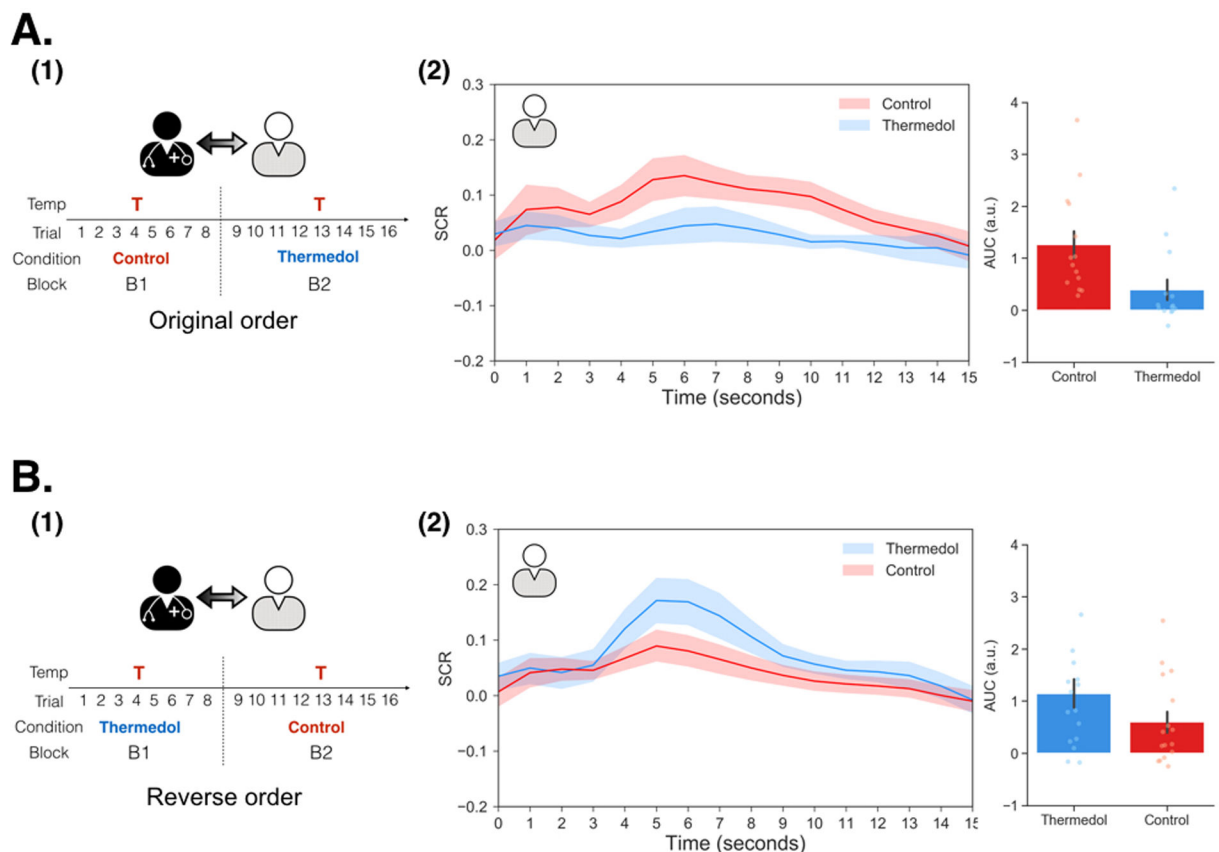 A.
(1)
Temp T T
Trial 1 2 3 4 5 6 7 8 9 10 11 12 13 14 15 16
Condition Control Thermedol
Block B1 B2
Original order
(2)
SCR
0.3
0.2
0.1
0.0
−0.1
−0.2
Control
Thermedol
0 1 2 3 4 5 6 7 8 9 10 11 12 13 14 15
Time (seconds)
AUC (a.u.)
4
3
2
1
0
−1
Control Thermedol
B.
(1)
Temp T T
Trial 1 2 3 4 5 6 7 8 9 10 11 12 13 14 15 16
Condition Thermedol Control
Block B1 B2
Reverse order
(2)
SCR
0.3
0.2
0.1
0.0
−0.1
−0.2
Thermedol
Control
0 1 2 3 4 5 6 7 8 9 10 11 12 13 14 15
Time (seconds)
AUC (a.u.)
4
3
2
1
0
−1
Thermedol Control